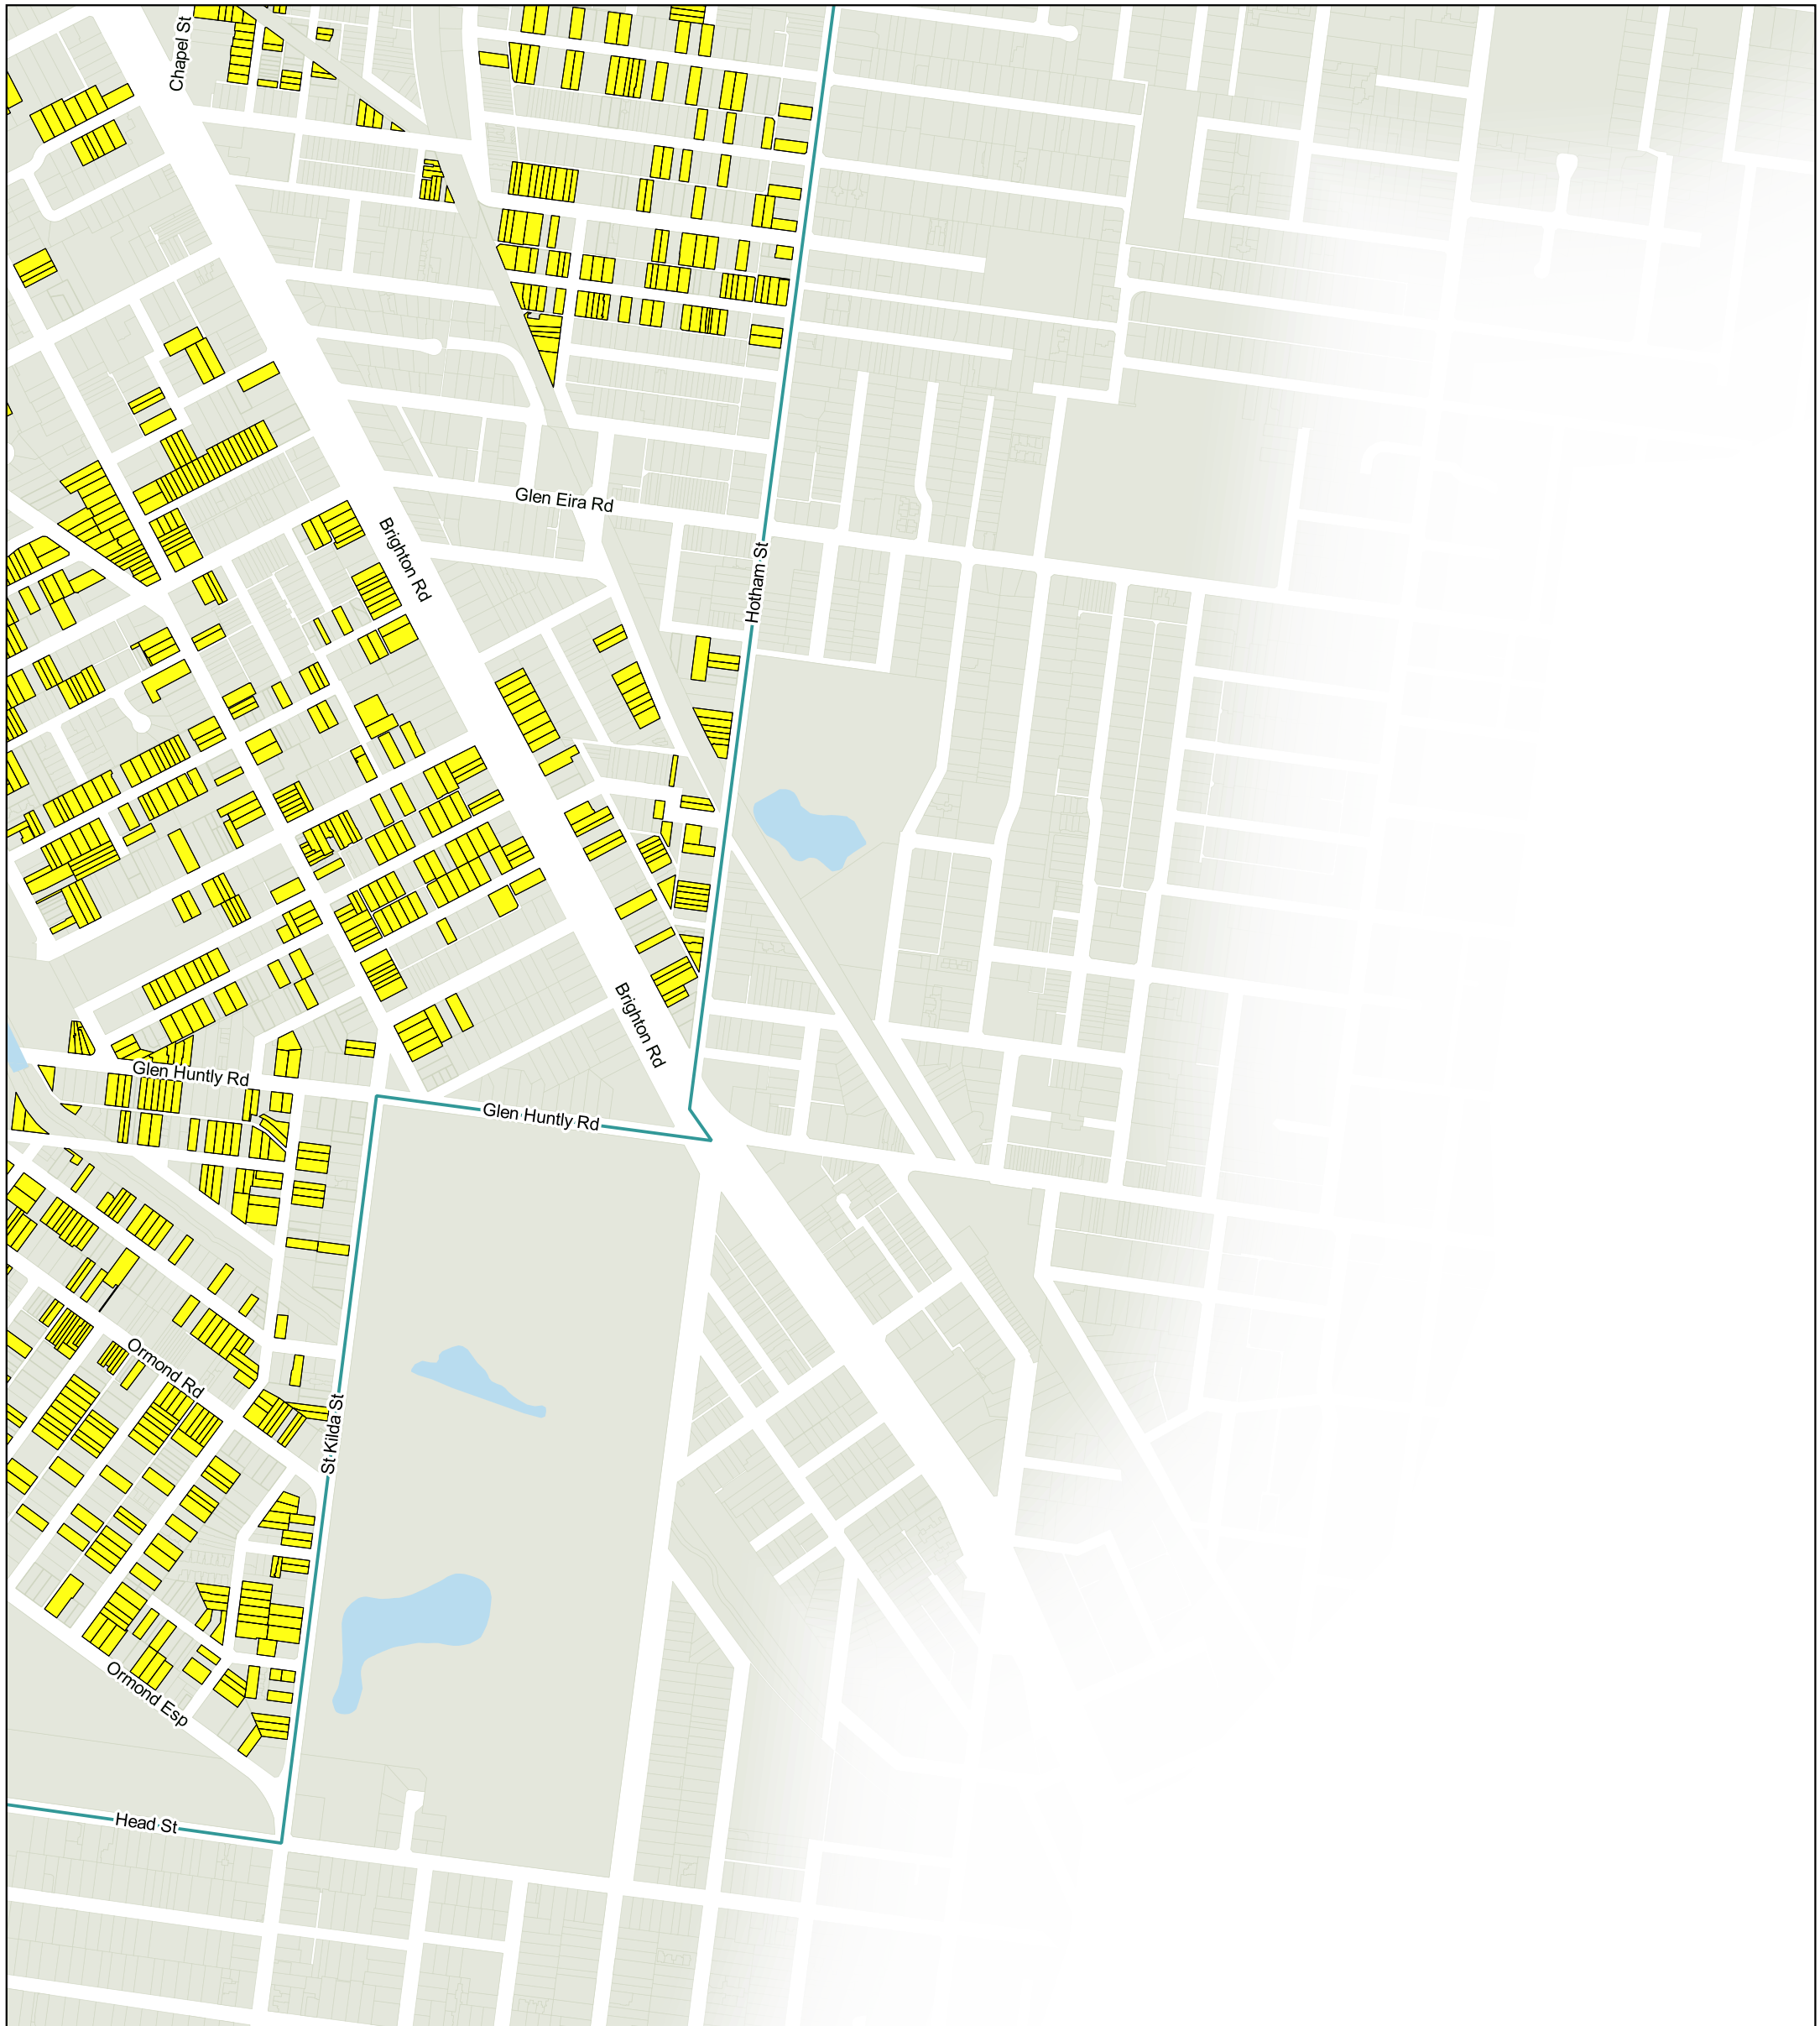 Chapel St
Glen Eira Rd
Brighton Rd
Hotham St
Brighton Rd
Glen Huntly Rd
Glen Huntly Rd
Ormond Rd
St Kilda St
Ormond Esp
Head St